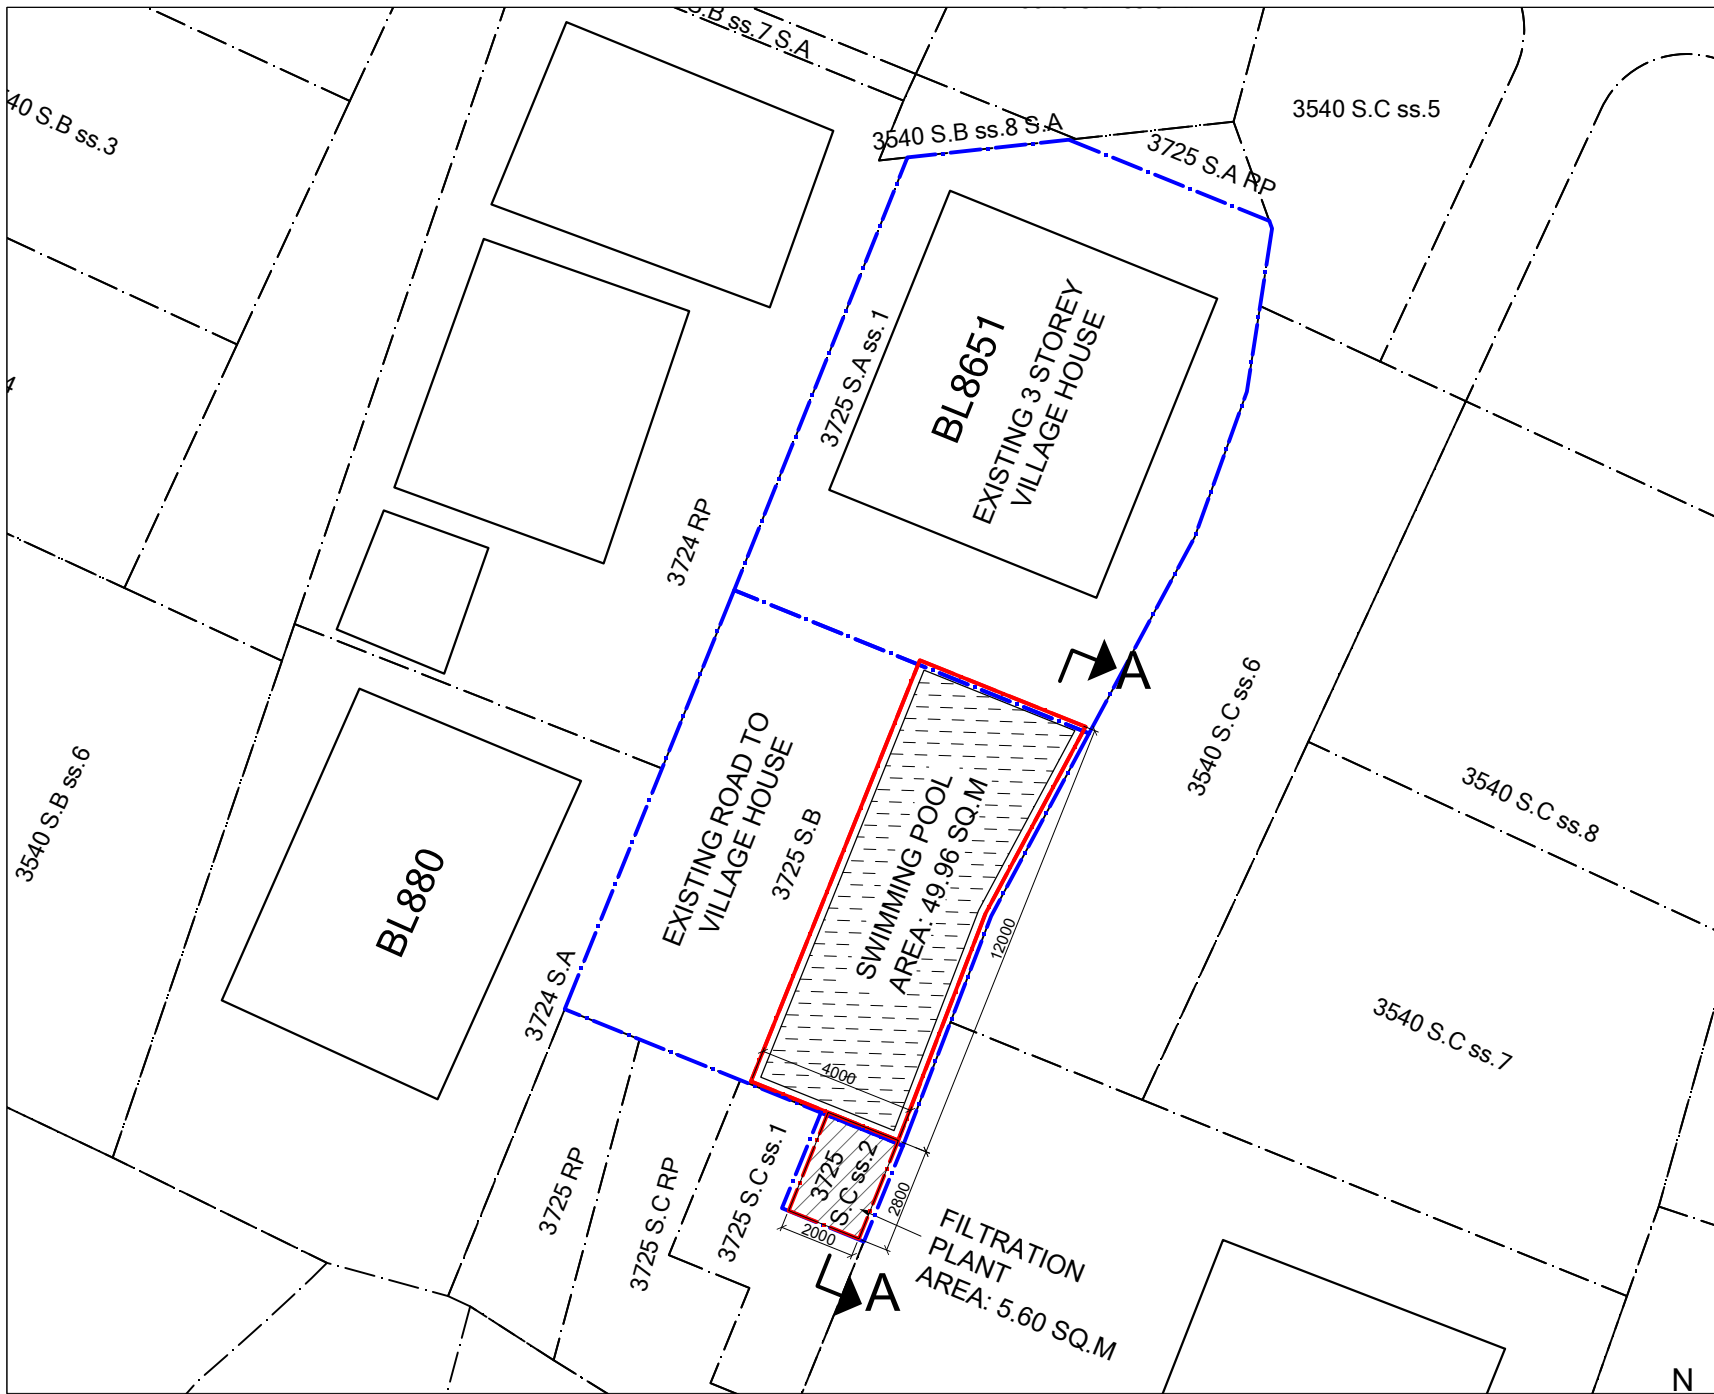 S.B ss.7 S.A
3540 S.C ss.5
3540 S.B ss.8 S.A
3725 S.A RP
40 S.B ss.3
4
3725 S.A ss.1
BL8651
EXISTING 3 STOREY
VILLAGE HOUSE
3724 RP
A
3540 S.C ss.6
3540 S.B ss.6
BL880
EXISTING ROAD TO
VILLAGE HOUSE
3725 S.B
SWIMMING POOL
AREA: 49.96 SQ.M
12000
3540 S.C ss.8
3540 S.C ss.7
3724 S.A
4000
3725 RP
3725 S.C RP
3725 S.C ss.1
3725
S.C ss.2
2800
2000
FILTRATION
PLANT
AREA: 5.60 SQ.M
A
N